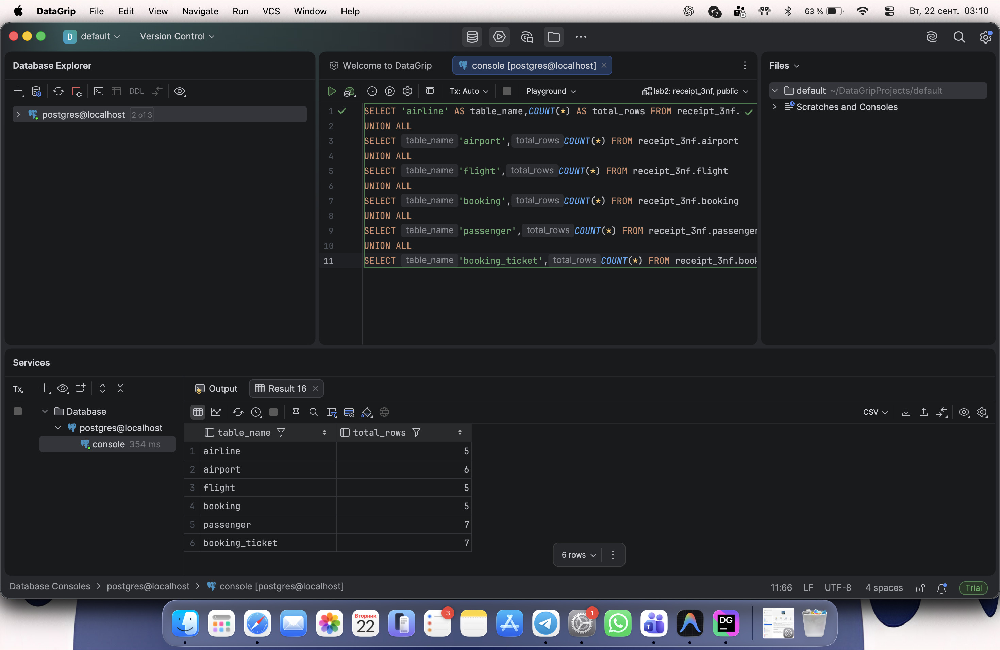 DataGrip File Edit View Navigate Run VCS Window Help 7 63 % Вт, 22 сент. 03:10
D default Version Control
Database Explorer
DDL
postgres@localhost 2 of 3
Welcome to DataGrip console [postgres@localhost]
Tx: Auto Playground lab2: receipt_3nf, public
1 SELECT 'airline' AS table_name,COUNT(*) AS total_rows FROM receipt_3nf.
2 UNION ALL
3 SELECT table_name 'airport', total_rows COUNT(*) FROM receipt_3nf.airport
4 UNION ALL
5 SELECT table_name 'flight', total_rows COUNT(*) FROM receipt_3nf.flight
6 UNION ALL
7 SELECT table_name 'booking', total_rows COUNT(*) FROM receipt_3nf.booking
8 UNION ALL
9 SELECT table_name 'passenger', total_rows COUNT(*) FROM receipt_3nf.passenger
10 UNION ALL
11 SELECT table_name 'booking_ticket', total_rows COUNT(*) FROM receipt_3nf.book
Files
default ~/DataGripProjects/default
Scratches and Consoles
Services
Tx
Database
postgres@localhost
console 354 ms
Output Result 16
CSV
table_name total_rows
1 airline 5
2 airport 6
3 flight 5
4 booking 5
5 passenger 7
6 booking_ticket 7
6 rows
Database Consoles > postgres@localhost > console [postgres@localhost] 11:66 LF UTF-8 4 spaces Trial
Вторник
22
3
1
T
DG